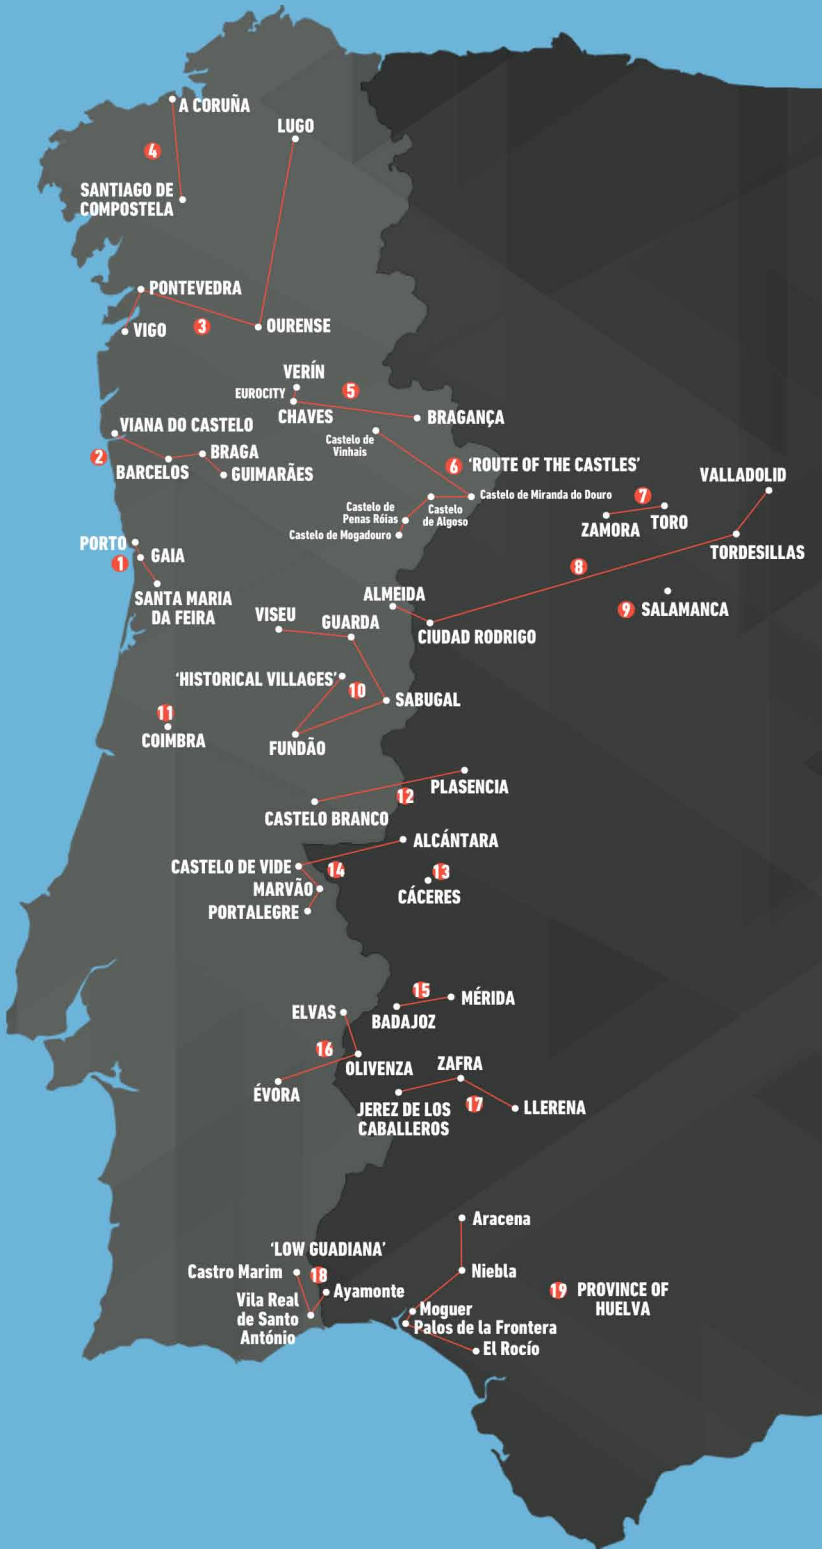 A CORUÑA
LUGO
4
SANTIAGO DE
COMPOSTELA
PONTEVEDRA
VIGO
3
OURENSE
VERÍN
EUROCITY
5
CHAVES
BRAGANÇA
VIANA DO CASTELO
Castelo de
Vinhais
2
BARCELOS
BRAGA
GUIMARÃES
6 'ROUTE OF THE CASTLES'
VALLADOLID
Castelo de Miranda do Douro
7
Castelo de
Penas Róias
Castelo
de Algoso
ZAMORA
TORO
Castelo de Mogadouro
PORTO
1
GAIA
TORDESILLAS
8
SANTA MARIA
DA FEIRA
ALMEIDA
VISEU
GUARDA
9 SALAMANCA
CIUDAD RODRIGO
'HISTORICAL VILLAGES'
10
SABUGAL
11
COIMBRA
FUNDÃO
PLASENCIA
12
CASTELO BRANCO
ALCÁNTARA
CASTELO DE VIDE
14
13
MARVÃO
CÁCERES
PORTALEGRE
15
MÉRIDA
ELVAS
BADAJOZ
16
OLIVENZA
ZAFRA
ÉVORA
JEREZ DE LOS
CABALLEROS
17
LLERENA
Aracena
'LOW GUADIANA'
Castro Marim
18
Niebla
Ayamonte
19 PROVINCE OF
HUELVA
Vila Real
de Santo
António
Moguer
Palos de la Frontera
El Rocío